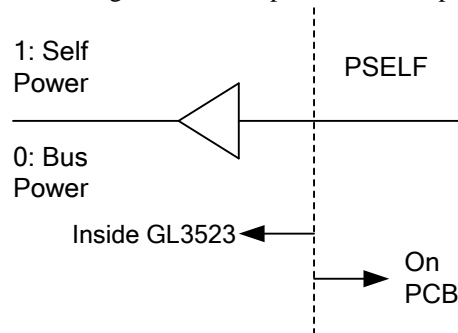 1: Self
Power
PSELF
0: Bus
Power
Inside GL3523
On
PCB